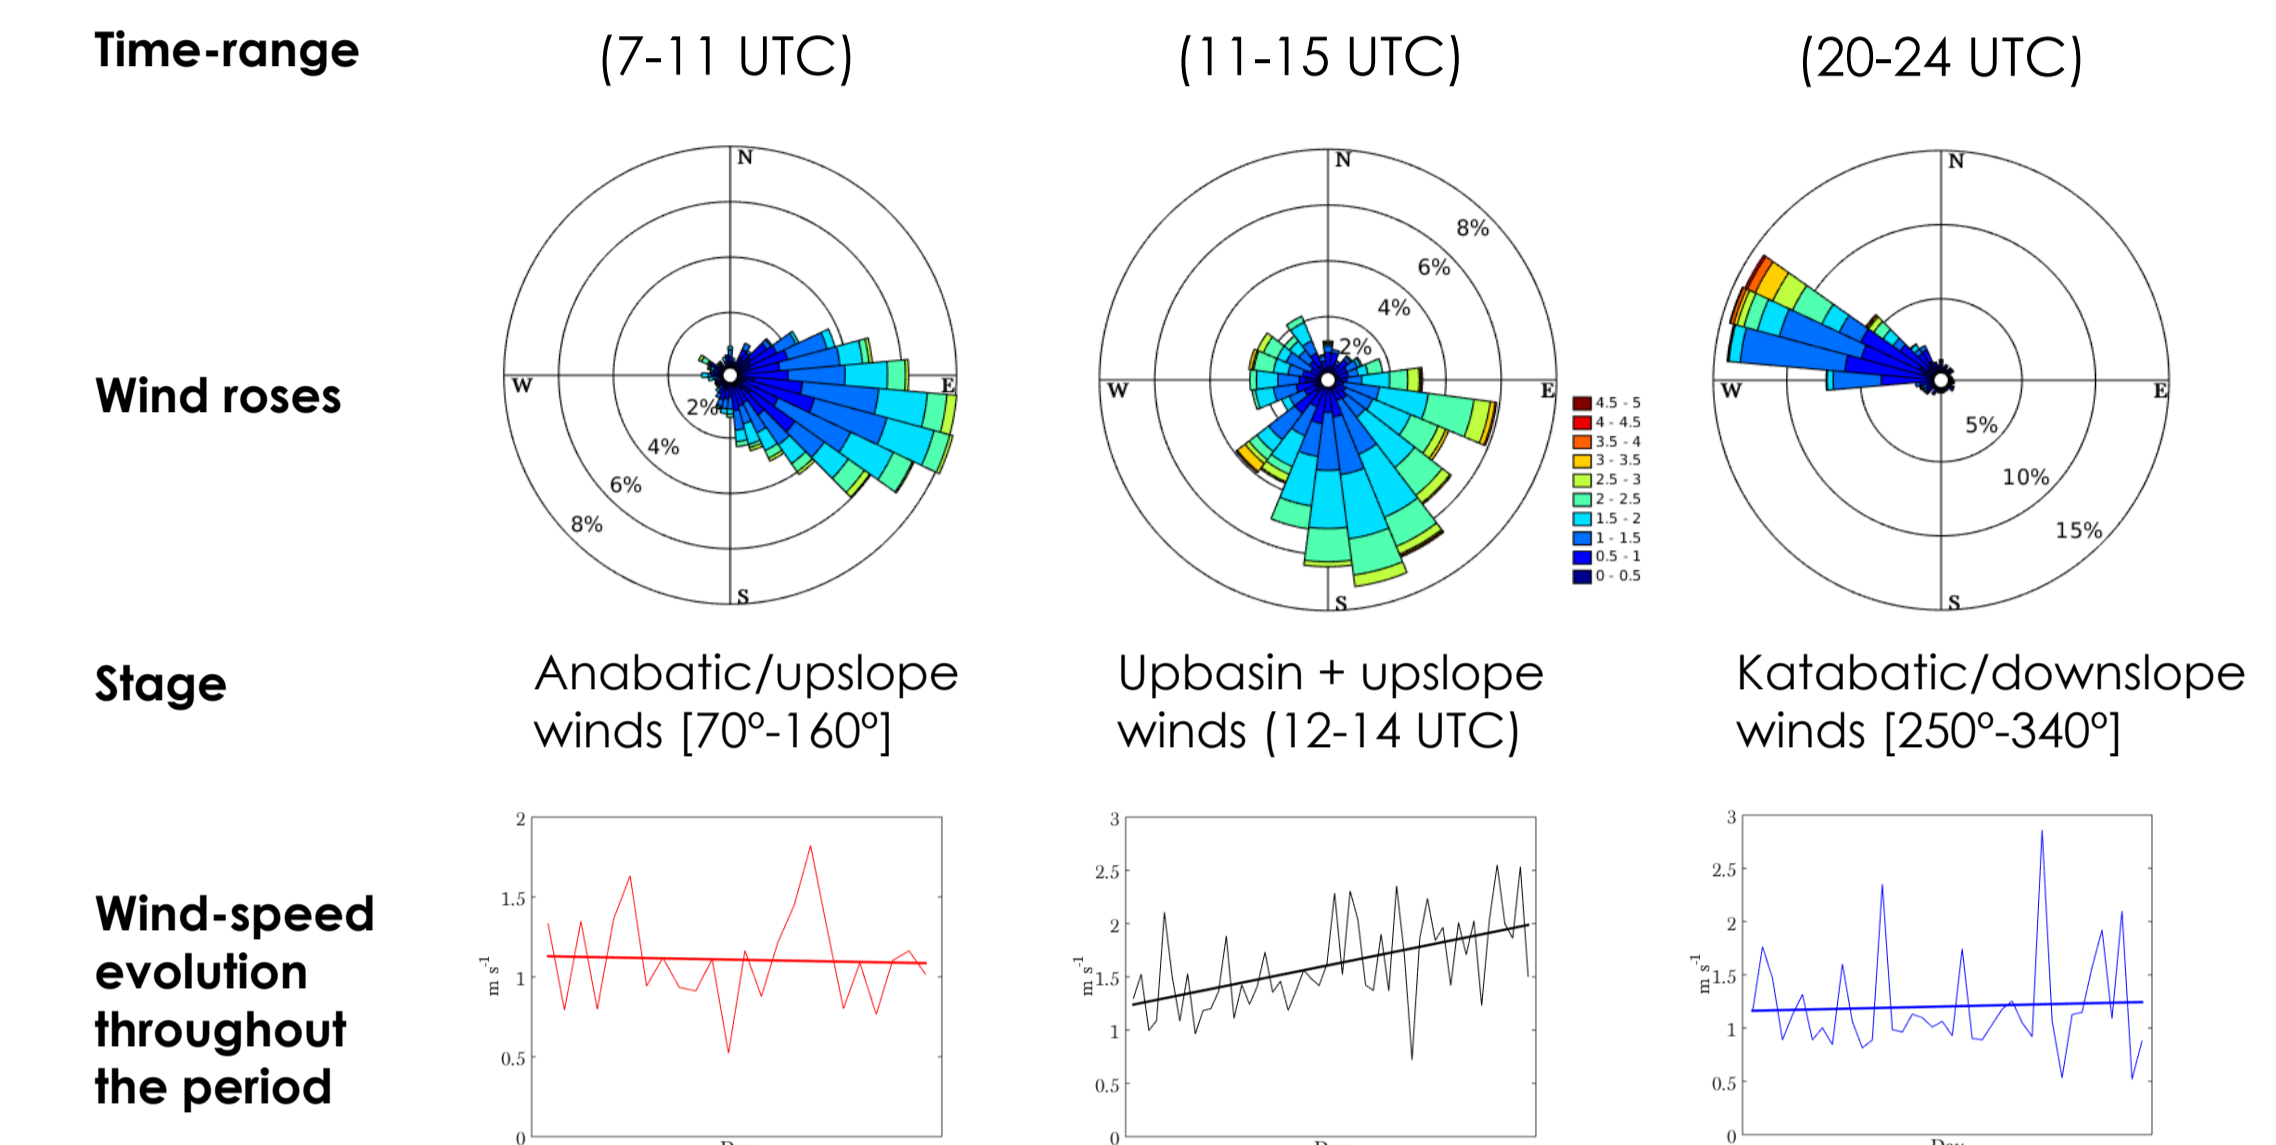 Time-range
(7-11 UTC)
(11-15 UTC)
(20-24 UTC)
Wind roses
N
W
E
S
2%
4%
6%
8%
N
W
E
S
2%
4%
6%
8%
4.5 - 5
4 - 4.5
3.5 - 4
3 - 3.5
2.5 - 3
2 - 2.5
1.5 - 2
1 - 1.5
0.5 - 1
0 - 0.5
N
W
E
S
5%
10%
15%
Stage
Anabatic/upslope
winds [70º-160º]
Upbasin + upslope
winds (12-14 UTC)
Katabatic/downslope
winds [250º-340º]
Wind-speed
evolution
throughout
the period
2
1.5
1
0.5
0
m s-1
3
2.5
2
1.5
1
0.5
0
m s-1
3
2.5
2
1.5
1
0.5
0
m s-1
Day